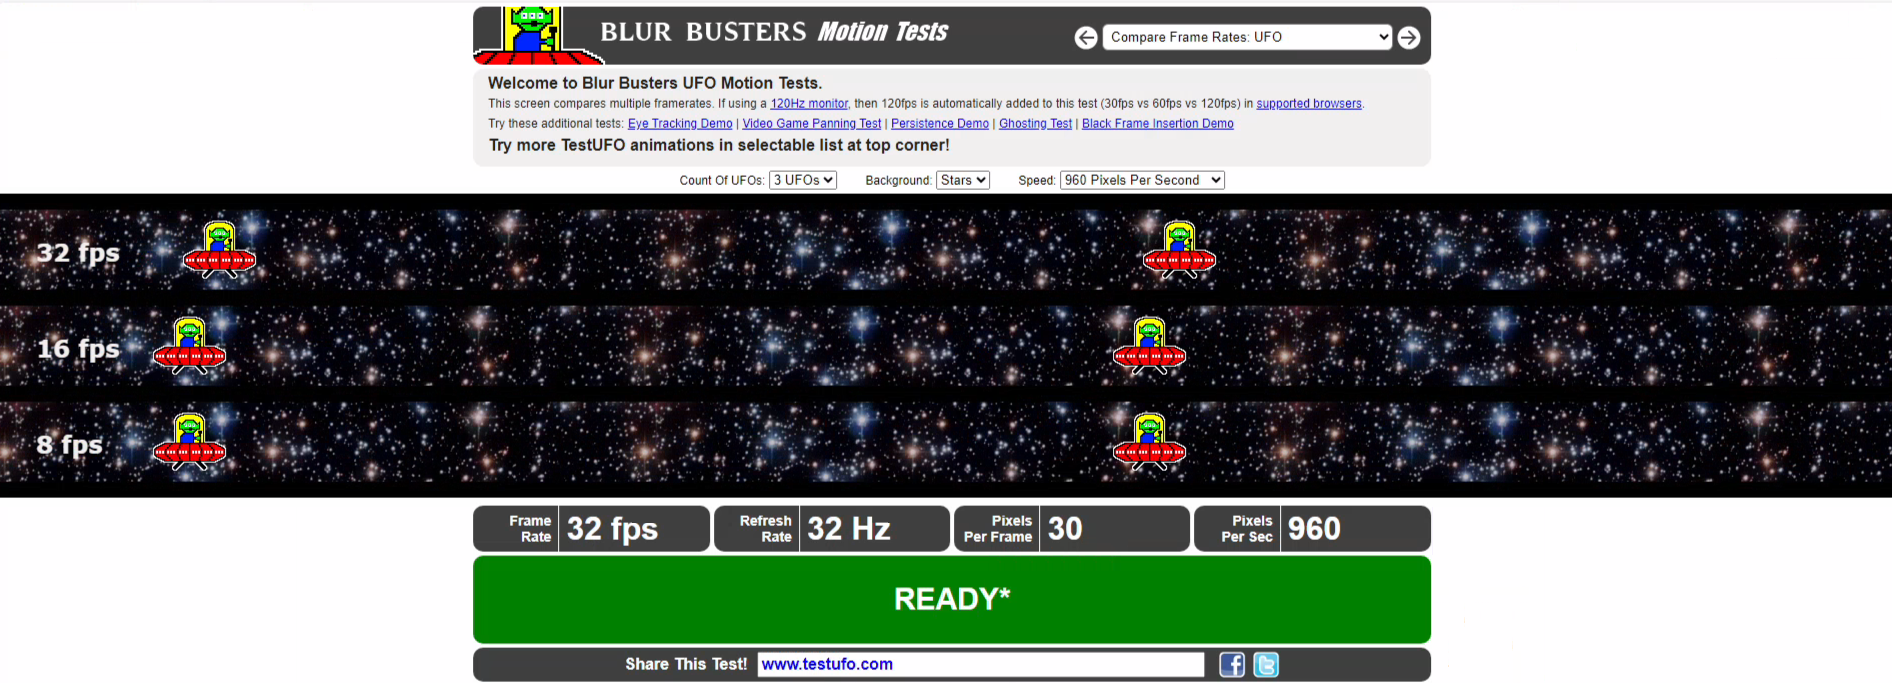 BLUR BUSTERS Motion Tests
Compare Frame Rates: UFO
Welcome to Blur Busters UFO Motion Tests.
This screen compares multiple framerates. If using a 120Hz monitor, then 120fps is automatically added to this test (30fps vs 60fps vs 120fps) in supported browsers.
Try these additional tests: Eye Tracking Demo | Video Game Panning Test | Persistence Demo | Ghosting Test | Black Frame Insertion Demo
Try more TestUFO animations in selectable list at top corner!
Count Of UFOs: 3 UFOs Background: Stars Speed: 960 Pixels Per Second
32 fps
16 fps
8 fps
Frame Rate 32 fps
Refresh Rate 32 Hz
Pixels Per Frame 30
Pixels Per Sec 960
READY*
Share This Test! www.testufo.com